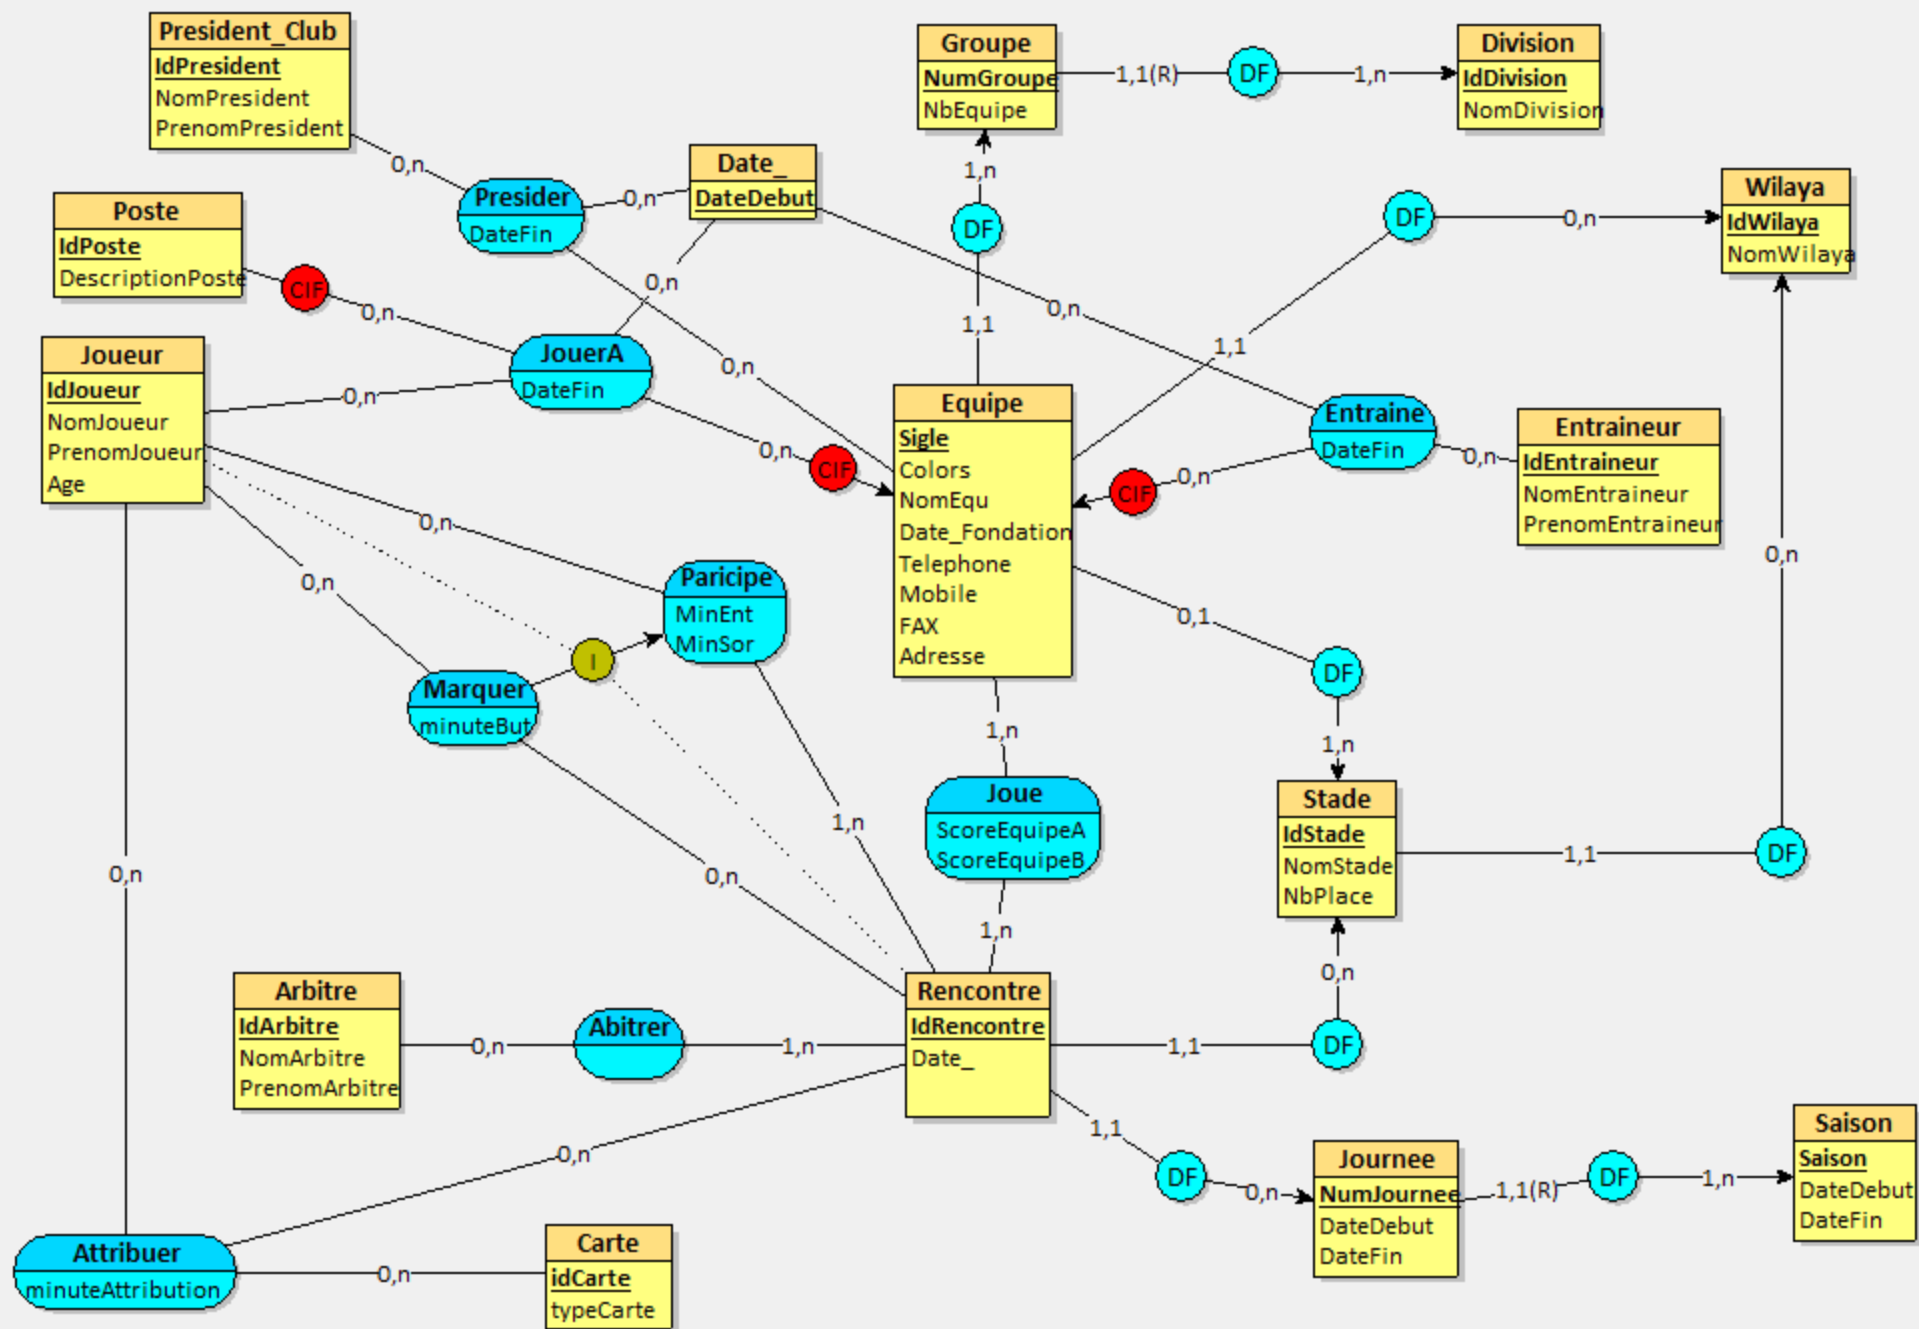 President_Club
IdPresident
NomPresident
PrenomPresident
0,n
Presider
DateFin
0,n
Date_
DateDebut
Groupe
NumGroupe
NbEquipe
1,1(R)
DF
1,n
Division
IdDivision
NomDivision
1,n
DF
1,1
Wilaya
IdWilaya
NomWilaya
DF
0,n
1,1
Poste
IdPoste
DescriptionPoste
CIF
0,n
0,n
0,n
0,n
JouerA
DateFin
0,n
0,n
CIF
Joueur
IdJoueur
NomJoueur
PrenomJoueur
Age
Equipe
Sigle
Colors
NomEqu
Date_Fondation
Telephone
Mobile
FAX
Adresse
Entraine
DateFin
0,n
CIF
0,n
Entraineur
IdEntraineur
NomEntraineur
PrenomEntraineur
0,n
0,n
0,n
Paricipe
MinEnt
MinSor
I
Marquer
minuteBut
0,1
DF
1,n
1,n
Joue
ScoreEquipeA
ScoreEquipeB
1,n
Stade
IdStade
NomStade
NbPlace
1,1
DF
1,n
0,n
0,n
0,n
Arbitre
IdArbitre
NomArbitre
PrenomArbitre
0,n
Abitrer
1,n
Rencontre
IdRencontre
Date_
1,1
DF
1,1
DF
0,n
Journee
NumJournee
DateDebut
DateFin
1,1(R)
DF
1,n
Saison
Saison
DateDebut
DateFin
0,n
Attribuer
minuteAttribution
0,n
Carte
idCarte
typeCarte